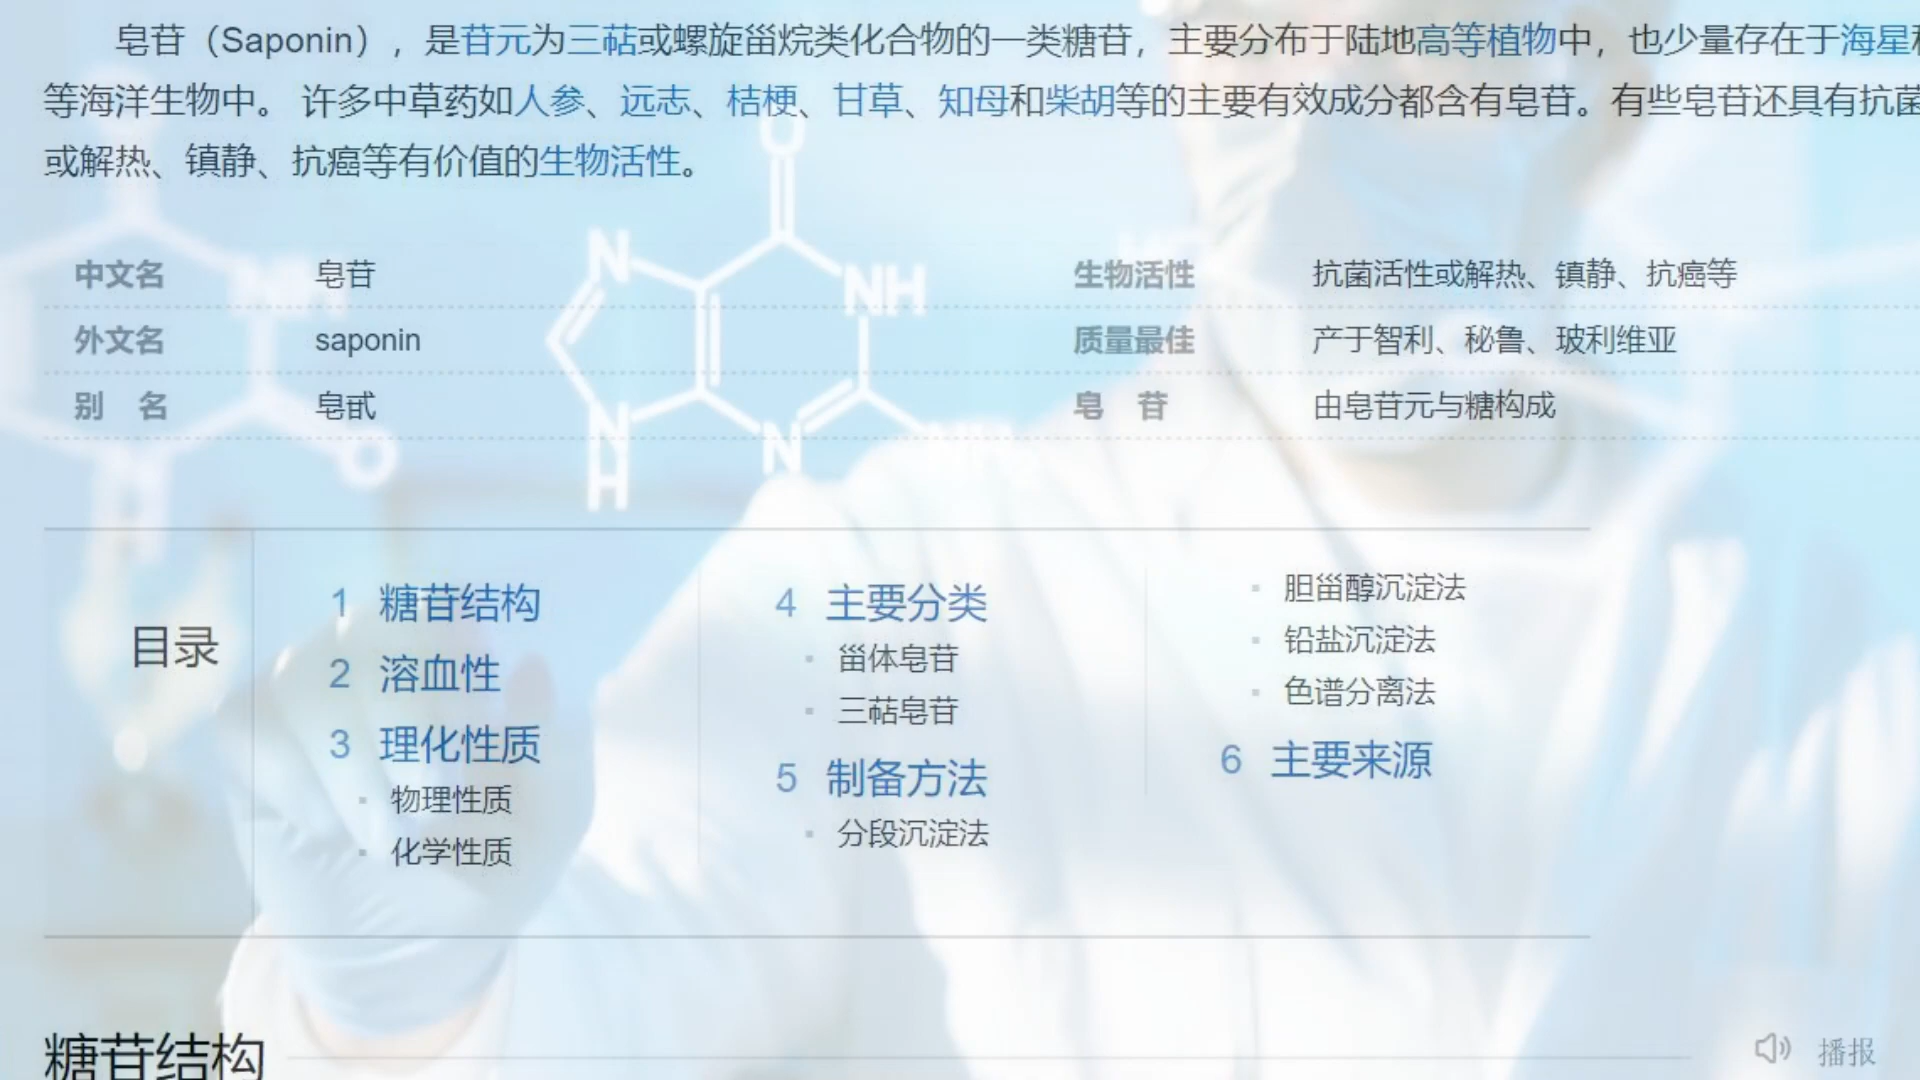 皂苷（Saponin），是苷元为三萜或螺旋甾烷类化合物的一类糖苷，主要分布于陆地高等植物中，也少量存在于海星
等海洋生物中。 许多中草药如人参、远志、桔梗、甘草、知母和柴胡等的主要有效成分都含有皂苷。有些皂苷还具有抗菌
或解热、镇静、抗癌等有价值的生物活性。
中文名 皂苷 生物活性 抗菌活性或解热、镇静、抗癌等
外文名 saponin 质量最佳 产于智利、秘鲁、玻利维亚
别 名 皂甙 皂 苷 由皂苷元与糖构成
O
N
NH
N
H
N
NH₂
目录
1 糖苷结构
2 溶血性
3 理化性质
▪ 物理性质
▪ 化学性质
4 主要分类
▪ 甾体皂苷
▪ 三萜皂苷
5 制备方法
▪ 分段沉淀法
▪ 胆甾醇沉淀法
▪ 铅盐沉淀法
▪ 色谱分离法
6 主要来源
糖苷结构
播报